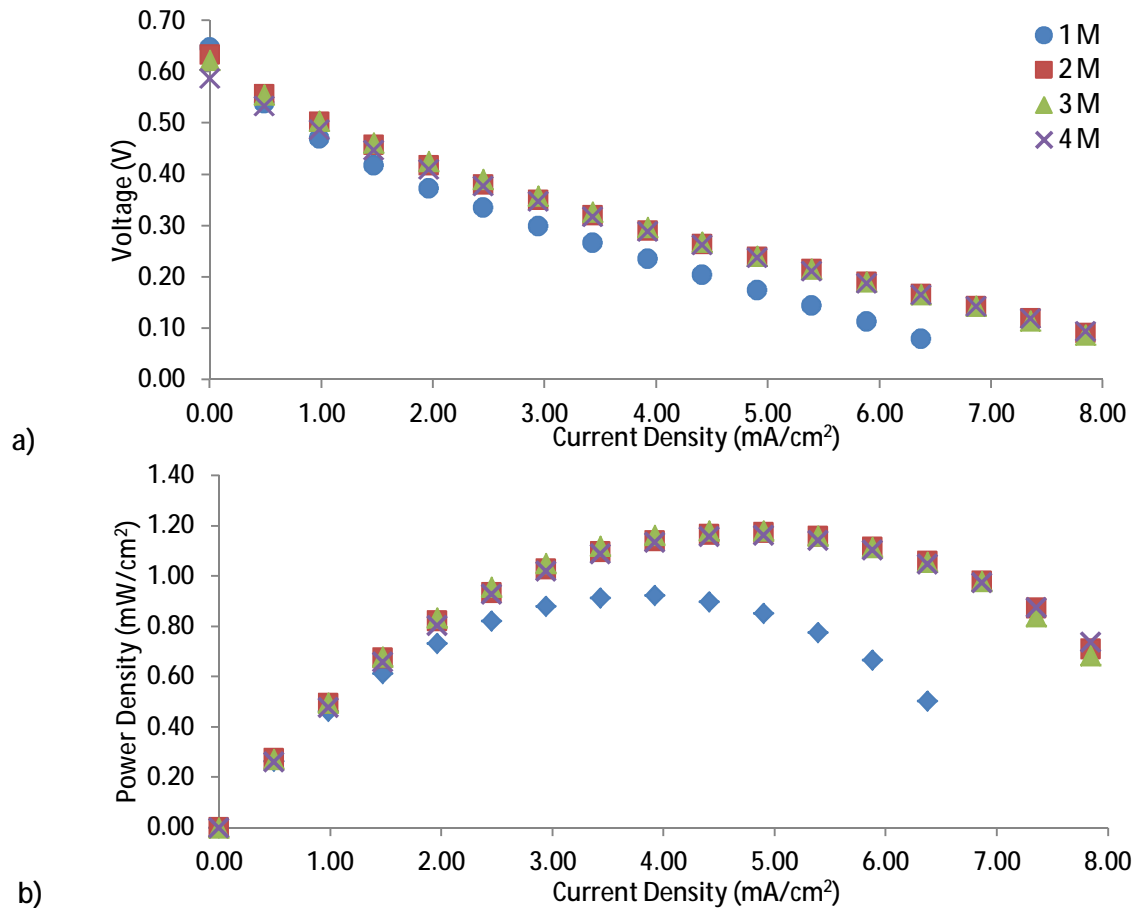 0.70
0.60
0.50
0.40
0.30
0.20
0.10
0.00
Voltage (V)
1 M
2 M
3 M
4 M
0.00 1.00 2.00 3.00 4.00 5.00 6.00 7.00 8.00
Current Density (mA/cm²)
a)
1.40
1.20
1.00
0.80
0.60
0.40
0.20
0.00
Power Density (mW/cm²)
0.00 1.00 2.00 3.00 4.00 5.00 6.00 7.00 8.00
Current Density (mA/cm²)
b)